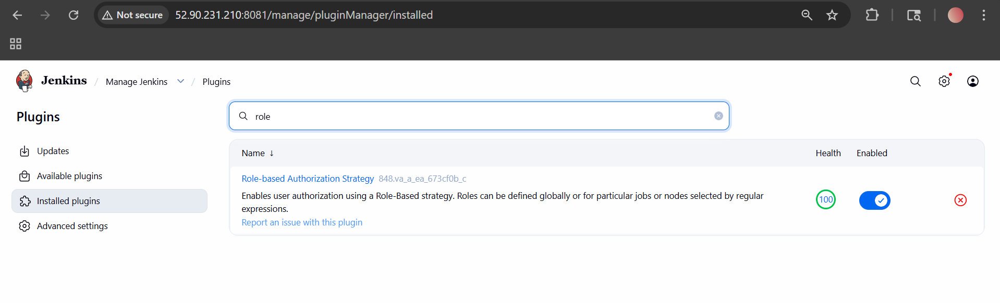 Not secure 52.90.231.210:8081/manage/pluginManager/installed
Jenkins / Manage Jenkins / Plugins
Plugins
role
Updates
Available plugins
Installed plugins
Advanced settings
Name ↓ Health Enabled
Role-based Authorization Strategy 848.va_a_ea_673cf0b_c
Enables user authorization using a Role-Based strategy. Roles can be defined globally or for particular jobs or nodes selected by regular
expressions.
100
Report an issue with this plugin